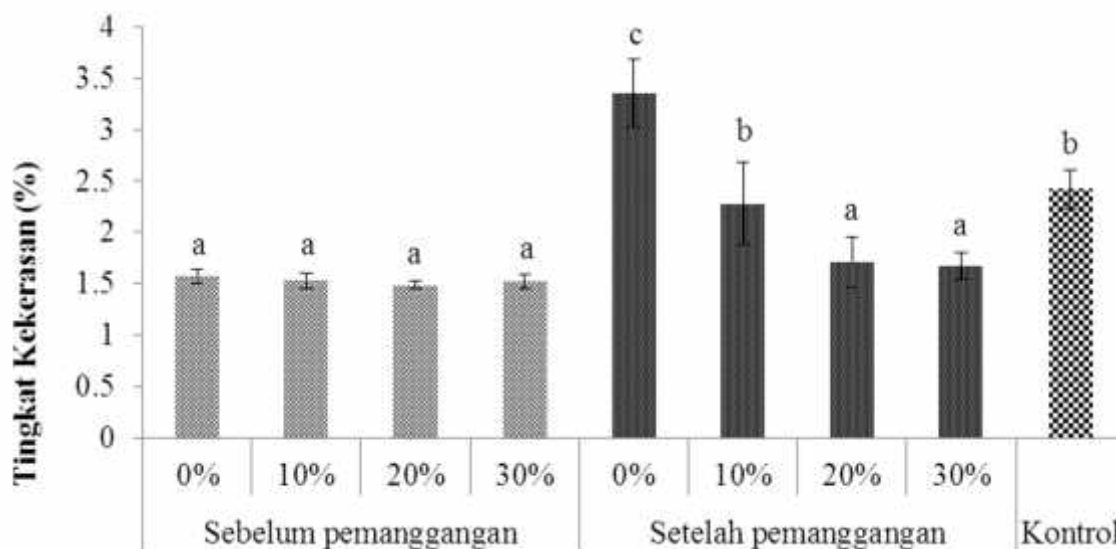 Tingkat Kekerasan (%)
4
3.5
3
2.5
2
1.5
1
0.5
0
a
a
a
a
c
b
a
a
b
0% 10% 20% 30% 0% 10% 20% 30%
Sebelum pemanggangan Setelah pemanggangan Kontrol